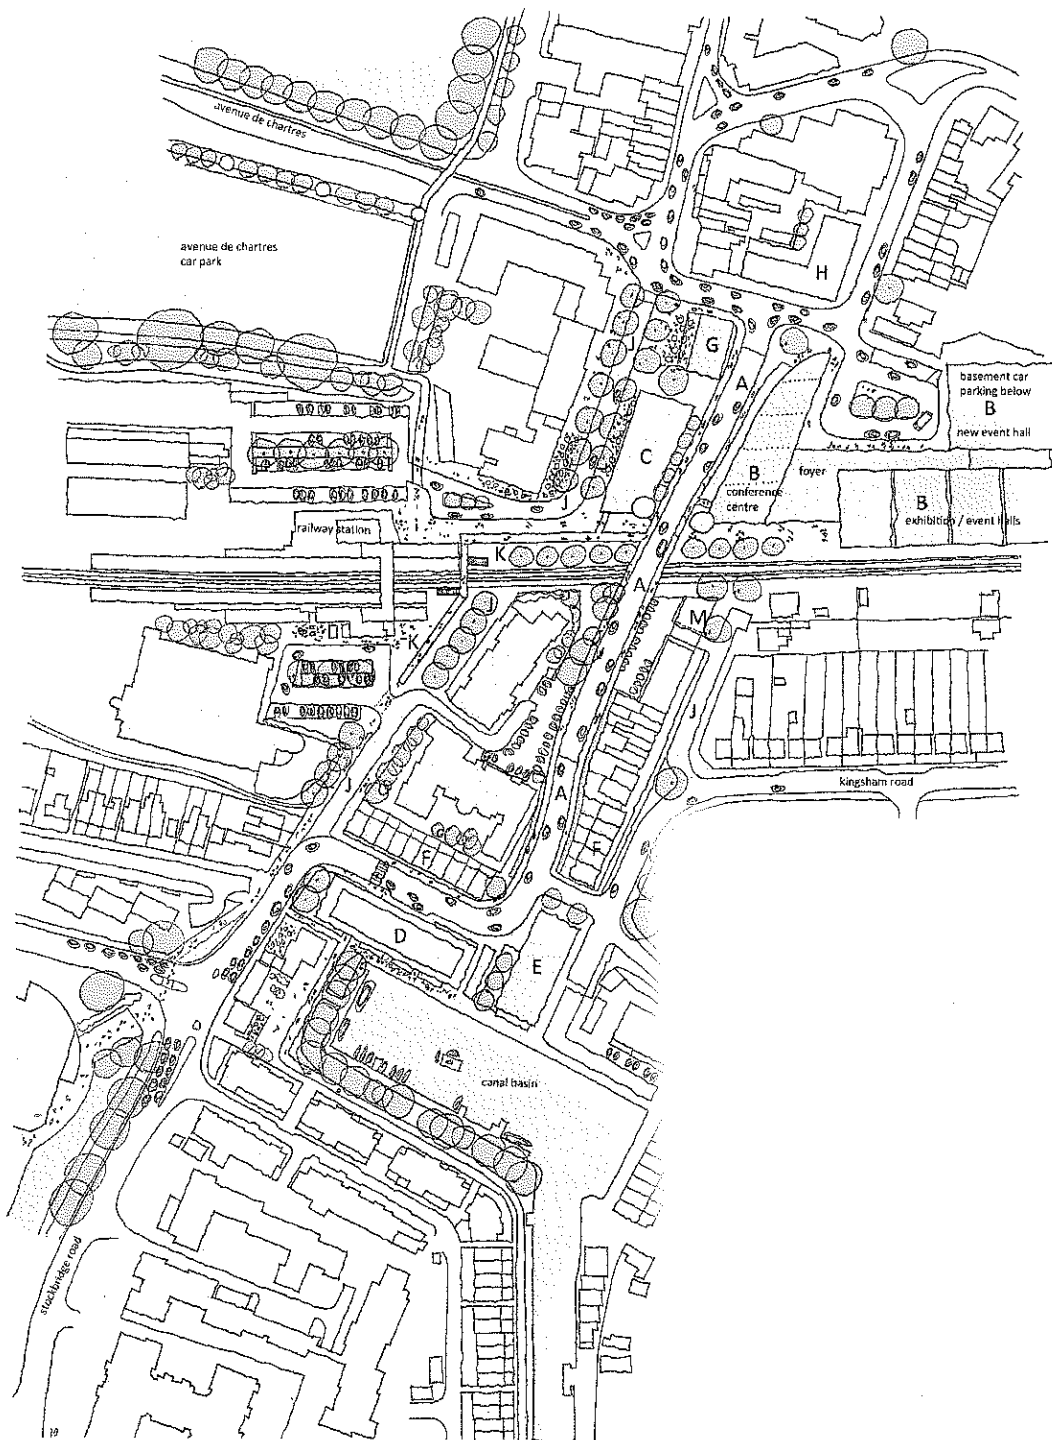 avenue de chartres
avenue de chartres
car park
H
J
G
A
basement car
parking below
B
new event hall
C
B
foyer
conference
centre
B
exhibition / event halls
J
railway station
K
A
J
M
K
J
J
kingsham road
A
F
F
D
E
canal basin
stockbridge road